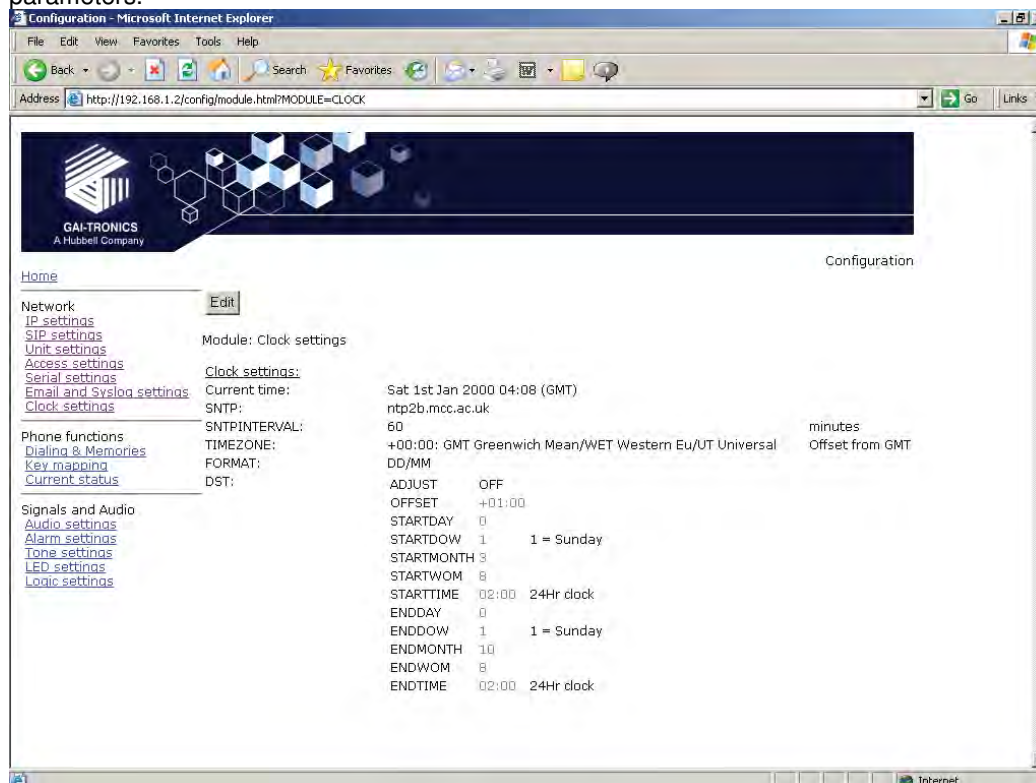 parameters.
Configuration - Microsoft Internet Explorer
File Edit View Favorites Tools Help
Back Search Favorites
Address http://192.168.1.2/config/module.html?MODULE=CLOCK Go Links
GAI-TRONICS
A Hubbell Company
Configuration
Home
Edit
Network
IP settings
SIP settings
Unit settings
Access settings
Serial settings
Email and Syslog settings
Clock settings
Phone functions
Dialing & Memories
Key mapping
Current status
Signals and Audio
Audio settings
Alarm settings
Tone settings
LED settings
Logic settings
Module: Clock settings
Clock settings:
Current time: Sat 1st Jan 2000 04:08 (GMT)
SNTP: ntp2b.mcc.ac.uk
SNTPINTERVAL: 60 minutes
TIMEZONE: +00:00: GMT Greenwich Mean/WET Western Eu/UT Universal Offset from GMT
FORMAT: DD/MM
DST:
ADJUST OFF
OFFSET +01:00
STARTDAY 0
STARTDOW 1 1 = Sunday
STARTMONTH 3
STARTWOM 8
STARTTIME 02:00 24Hr clock
ENDDAY 0
ENDDOW 1 1 = Sunday
ENDMONTH 10
ENDWOM 8
ENDTIME 02:00 24Hr clock
Internet